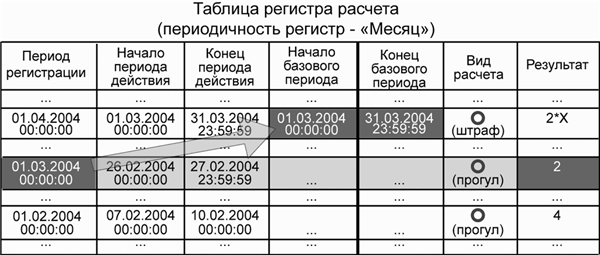 Таблица регистра расчета
(периодичность регистр - «Месяц»)
Период регистрации Начало периода действия Конец периода действия Начало базового периода Конец базового периода Вид расчета Результат
... ... ... ... ... ... ...
01.04.2004 00:00:00 01.03.2004 00:00:00 31.03.2004 23:59:59 01.03.2004 00:00:00 31.03.2004 23:59:59 (штраф) 2*X
... ... ... ... ... ... ...
01.03.2004 00:00:00 26.02.2004 00:00:00 27.02.2004 23:59:59 ... ... (прогул) 2
... ... ... ... ... ... ...
01.02.2004 00:00:00 07.02.2004 00:00:00 10.02.2004 00:00:00 ... ... (прогул) 4
... ... ... ... ... ... ...